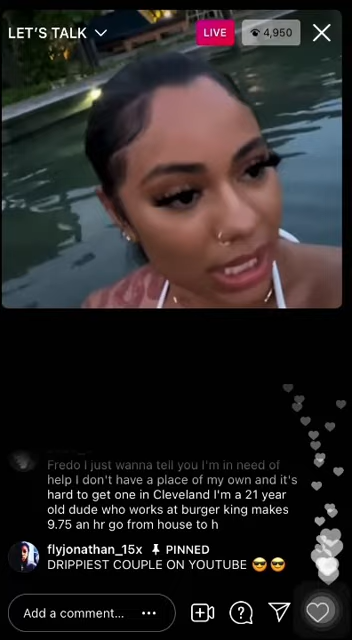 LET'S TALK
LIVE
4,950
Fredo I just wanna tell you I'm in need of
help I don't have a place of my own and it's
hard to get one in Cleveland I'm a 21 year
old dude who works at burger king makes
9.75 an hr go from house to h
flyjonathan_15x PINNED
DRIPPIEST COUPLE ON YOUTUBE 😎😎
Add a comment...